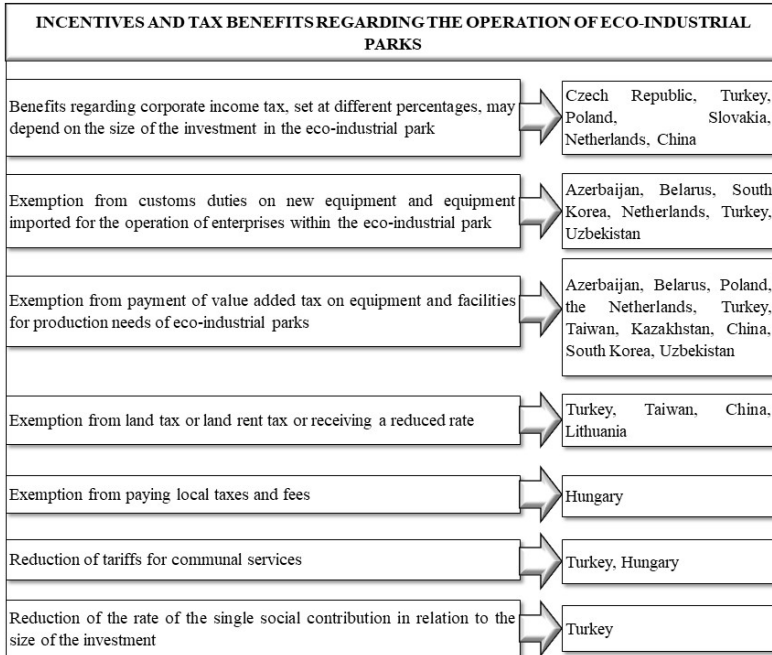 INCENTIVES AND TAX BENEFITS REGARDING THE OPERATION OF ECO-INDUSTRIAL
PARKS
Benefits regarding corporate income tax, set at different percentages, may
depend on the size of the investment in the eco-industrial park
Czech Republic, Turkey,
Poland, Slovakia,
Netherlands, China
Exemption from customs duties on new equipment and equipment
imported for the operation of enterprises within the eco-industrial park
Azerbaijan, Belarus, South
Korea, Netherlands, Turkey,
Uzbekistan
Exemption from payment of value added tax on equipment and facilities
for production needs of eco-industrial parks
Azerbaijan, Belarus, Poland,
the Netherlands, Turkey,
Taiwan, Kazakhstan, China,
South Korea, Uzbekistan
Exemption from land tax or land rent tax or receiving a reduced rate
Turkey, Taiwan, China,
Lithuania
Exemption from paying local taxes and fees
Hungary
Reduction of tariffs for communal services
Turkey, Hungary
Reduction of the rate of the single social contribution in relation to the
size of the investment
Turkey